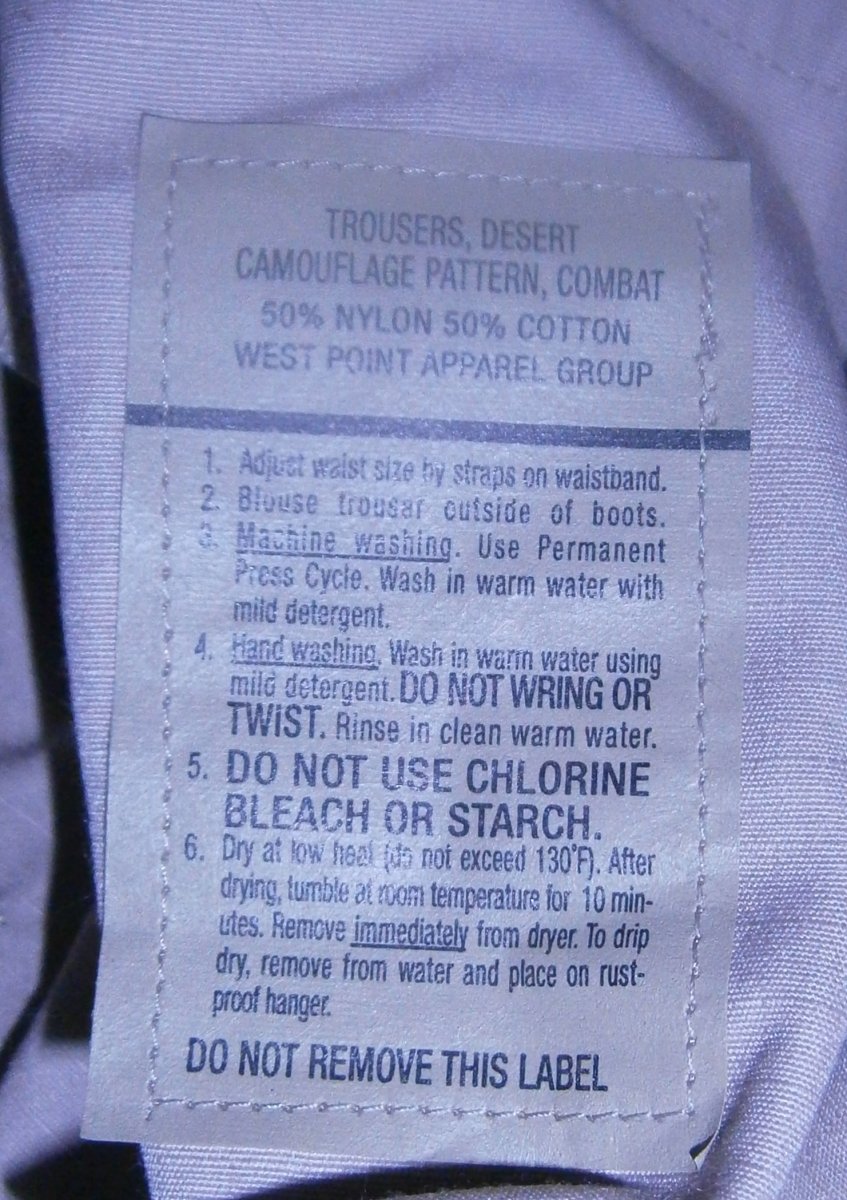 TROUSERS, DESERT
CAMOUFLAGE PATTERN, COMBAT
50% NYLON 50% COTTON
WEST POINT APPAREL GROUP
1. Adjust waist size by straps on waistband.
2. Blouse trouser outside of boots.
3. Machine washing. Use Permanent
Press Cycle. Wash in warm water with
mild detergent.
4. Hand washing. Wash in warm water using
mild detergent. DO NOT WRING OR
TWIST. Rinse in clean warm water.
5. DO NOT USE CHLORINE
BLEACH OR STARCH.
6. Dry at low heat (do not exceed 130°F). After
drying, tumble at room temperature for 10 min-
utes. Remove immediately from dryer. To drip
dry, remove from water and place on rust-
proof hanger.
DO NOT REMOVE THIS LABEL